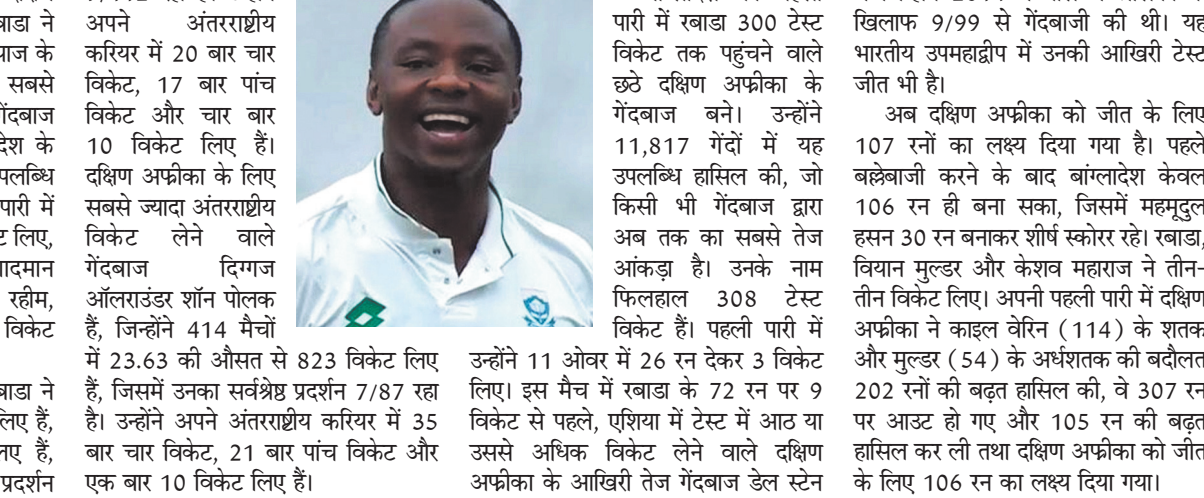 बाडा ने
ाज के
सबसे
ेंदबाज
देश के
पलब्धि
पारी में
ट लिए,
ादमान
रहीम,
विकेट
बाडा ने
लिए हैं,
लए हैं,
प्रदर्शन
अपने अंतरराष्ट्रीय
करियर में 20 बार चार
विकेट, 17 बार पांच
विकेट और चार बार
10 विकेट लिए हैं।
दक्षिण अफ्रीका के लिए
सबसे ज्यादा अंतरराष्ट्रीय
विकेट लेने वाले
गेंदबाज दिग्गज
ऑलराउंडर शॉन पोलक
हैं, जिन्होंने 414 मैचों
में 23.63 की औसत से 823 विकेट लिए
हैं, जिसमें उनका सर्वश्रेष्ठ प्रदर्शन 7/87 रहा
है। उन्होंने अपने अंतरराष्ट्रीय करियर में 35
बार चार विकेट, 21 बार पांच विकेट और
एक बार 10 विकेट लिए हैं।
पारी में रबाडा 300 टेस्ट
विकेट तक पहुंचने वाले
छठे दक्षिण अफ्रीका के
गेंदबाज बने। उन्होंने
11,817 गेंदों में यह
उपलब्धि हासिल की, जो
किसी भी गेंदबाज द्वारा
अब तक का सबसे तेज
आंकड़ा है। उनके नाम
फिलहाल 308 टेस्ट
विकेट हैं। पहली पारी में
उन्होंने 11 ओवर में 26 रन देकर 3 विकेट
लिए। इस मैच में रबाडा के 72 रन पर 9
विकेट से पहले, एशिया में टेस्ट में आठ या
उससे अधिक विकेट लेने वाले दक्षिण
अफ्रीका के आखिरी तेज गेंदबाज डेल स्टेन
खिलाफ 9/99 से गेंदबाजी की थी। यह
भारतीय उपमहाद्वीप में उनकी आखिरी टेस्ट
जीत भी है।
अब दक्षिण अफ्रीका को जीत के लिए
107 रनों का लक्ष्य दिया गया है। पहले
बल्लेबाजी करने के बाद बांग्लादेश केवल
106 रन ही बना सका, जिसमें महमूदुल
हसन 30 रन बनाकर शीर्ष स्कोरर रहे। रबाडा,
वियान मुल्डर और केशव महाराज ने तीन-
तीन विकेट लिए। अपनी पहली पारी में दक्षिण
अफ्रीका ने काइल वेरिन (114) के शतक
और मुल्डर (54) के अर्धशतक की बदौलत
202 रनों की बढ़त हासिल की, वे 307 रन
पर आउट हो गए और 105 रन की बढ़त
हासिल कर ली तथा दक्षिण अफ्रीका को जीत
के लिए 106 रन का लक्ष्य दिया गया।